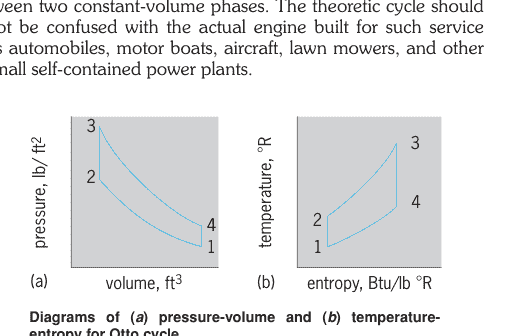 two constant-volume phases. The theoretic cycle should
be confused with the actual engine built for such service
automobiles, motor boats, aircraft, lawn mowers, and other
self-contained power plants.
pressure, lb/ft²
3
2
4
1
(a)
volume, ft³
temperature, °R
3
4
2
1
(b)
entropy, Btu/lb °R
Diagrams of (a) pressure-volume and (b) temperature-
entropy for Otto cycle